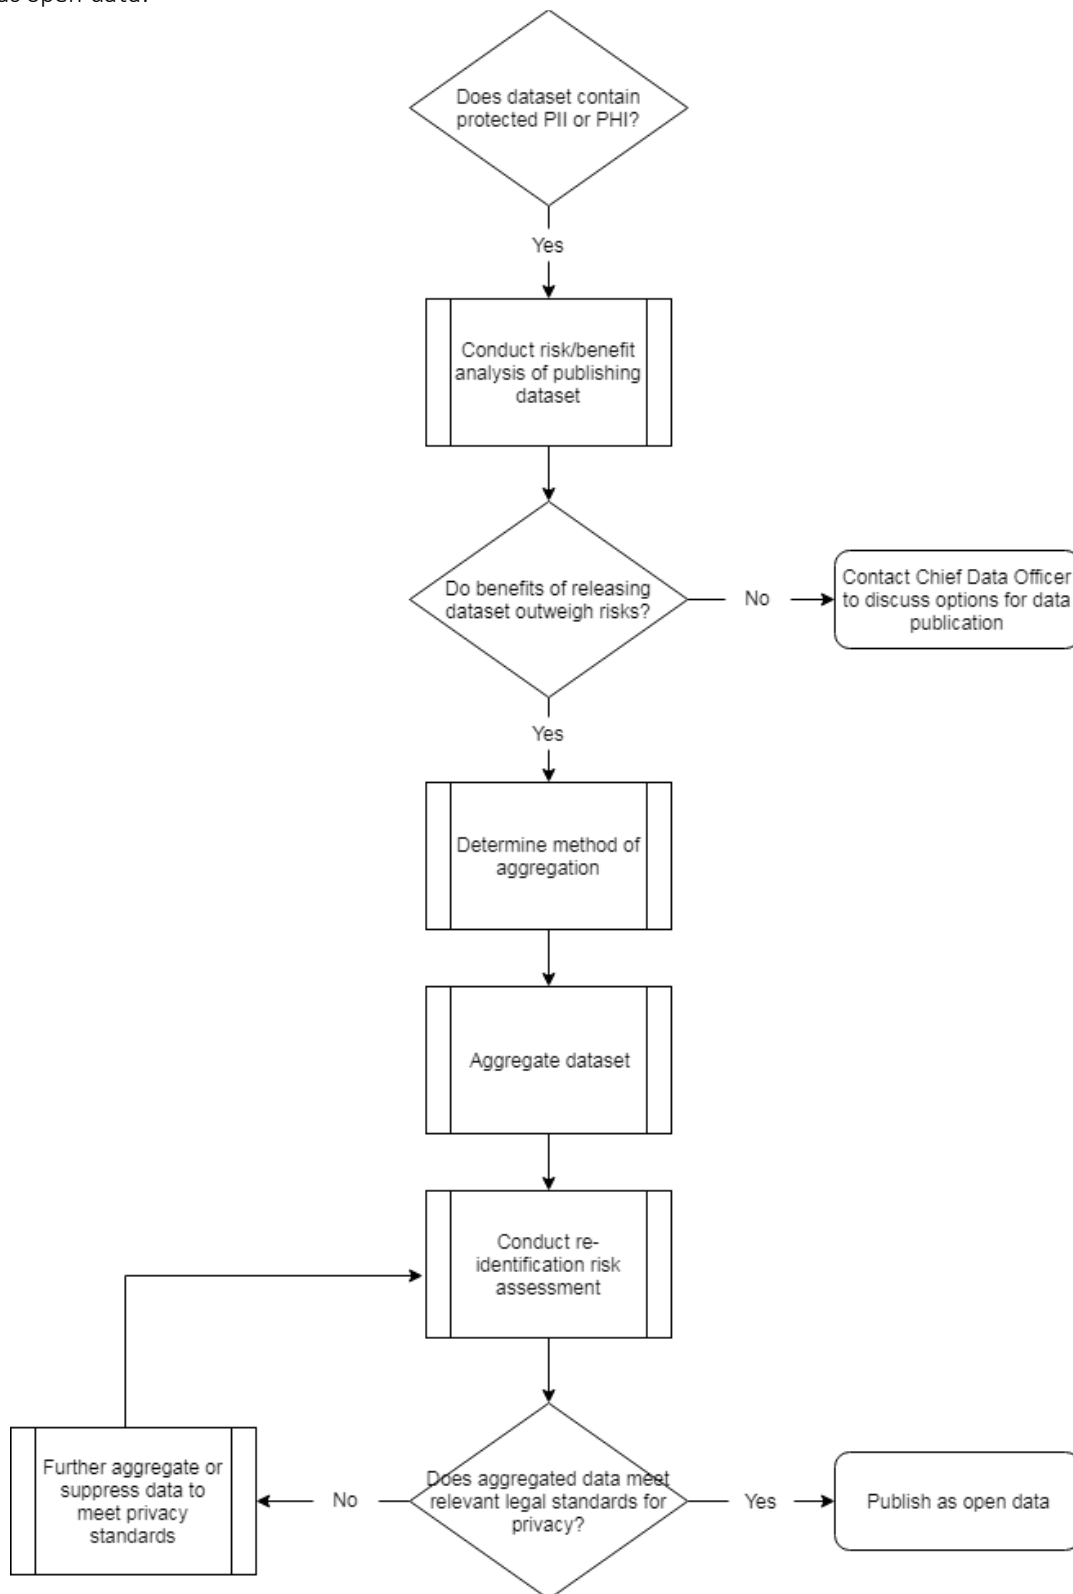 as open data.
Does dataset contain
protected PII or PHI?
Yes
Conduct risk/benefit
analysis of publishing
dataset
Do benefits of releasing
dataset outweigh risks?
No
Contact Chief Data Officer
to discuss options for data
publication
Yes
Determine method of
aggregation
Aggregate dataset
Conduct re-
identification risk
assessment
Further aggregate or
suppress data to
meet privacy
standards
No
Does aggregated data meet
relevant legal standards for
privacy?
Yes
Publish as open data